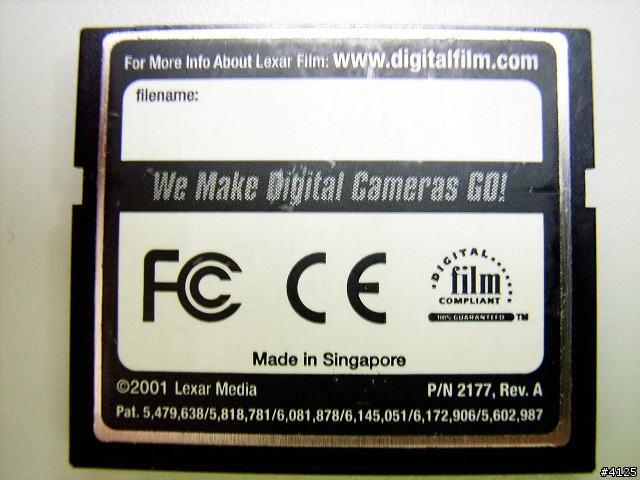 For More Info About Lexar Film: www.digitalfilm.com
filename:
We Make Digital Cameras GO!
FC CE DIGITAL film COMPLIANT 100% GUARANTEED TM
Made in Singapore
©2001 Lexar Media P/N 2177, Rev. A
Pat. 5,479,638/5,818,781/6,081,878/6,145,051/6,172,906/5,602,987
#4125